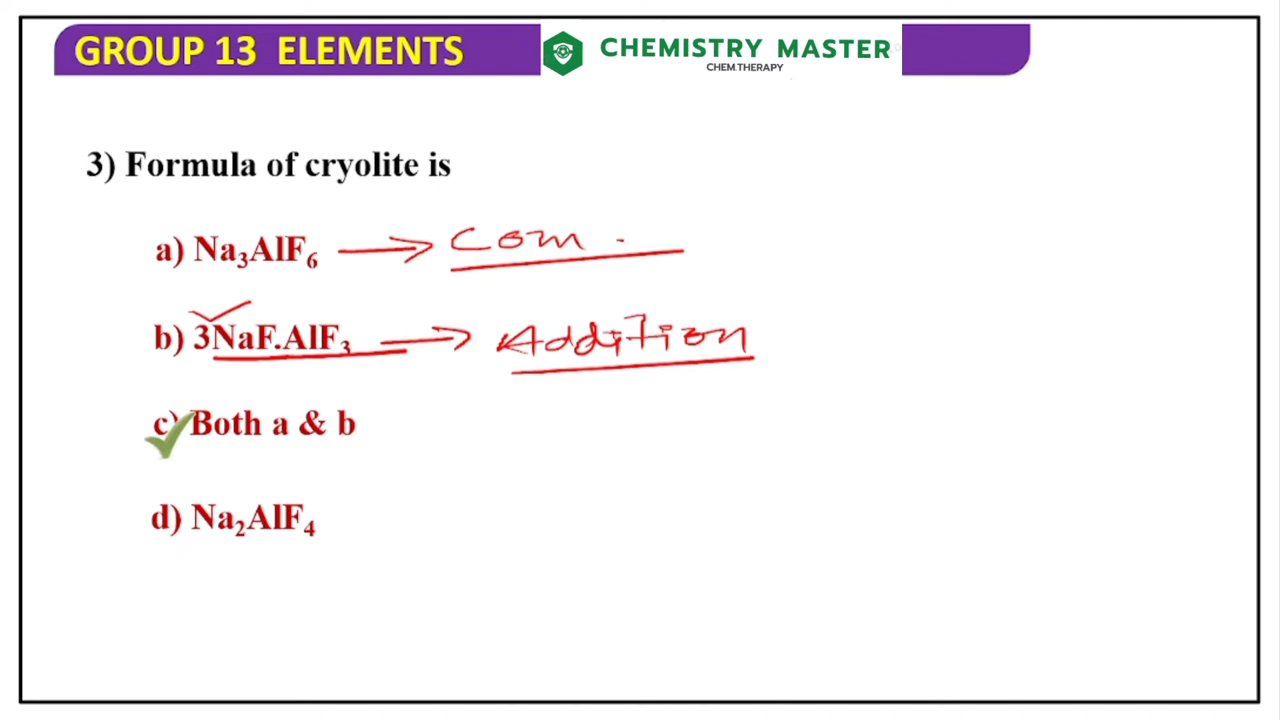 GROUP 13 ELEMENTS
CHEMISTRY MASTER
CHEM.THERAPY
3) Formula of cryolite is
a) Na₃AlF₆ → Com.
b) 3NaF.AlF₃ → Addition
c) Both a & b
d) Na₂AlF₄